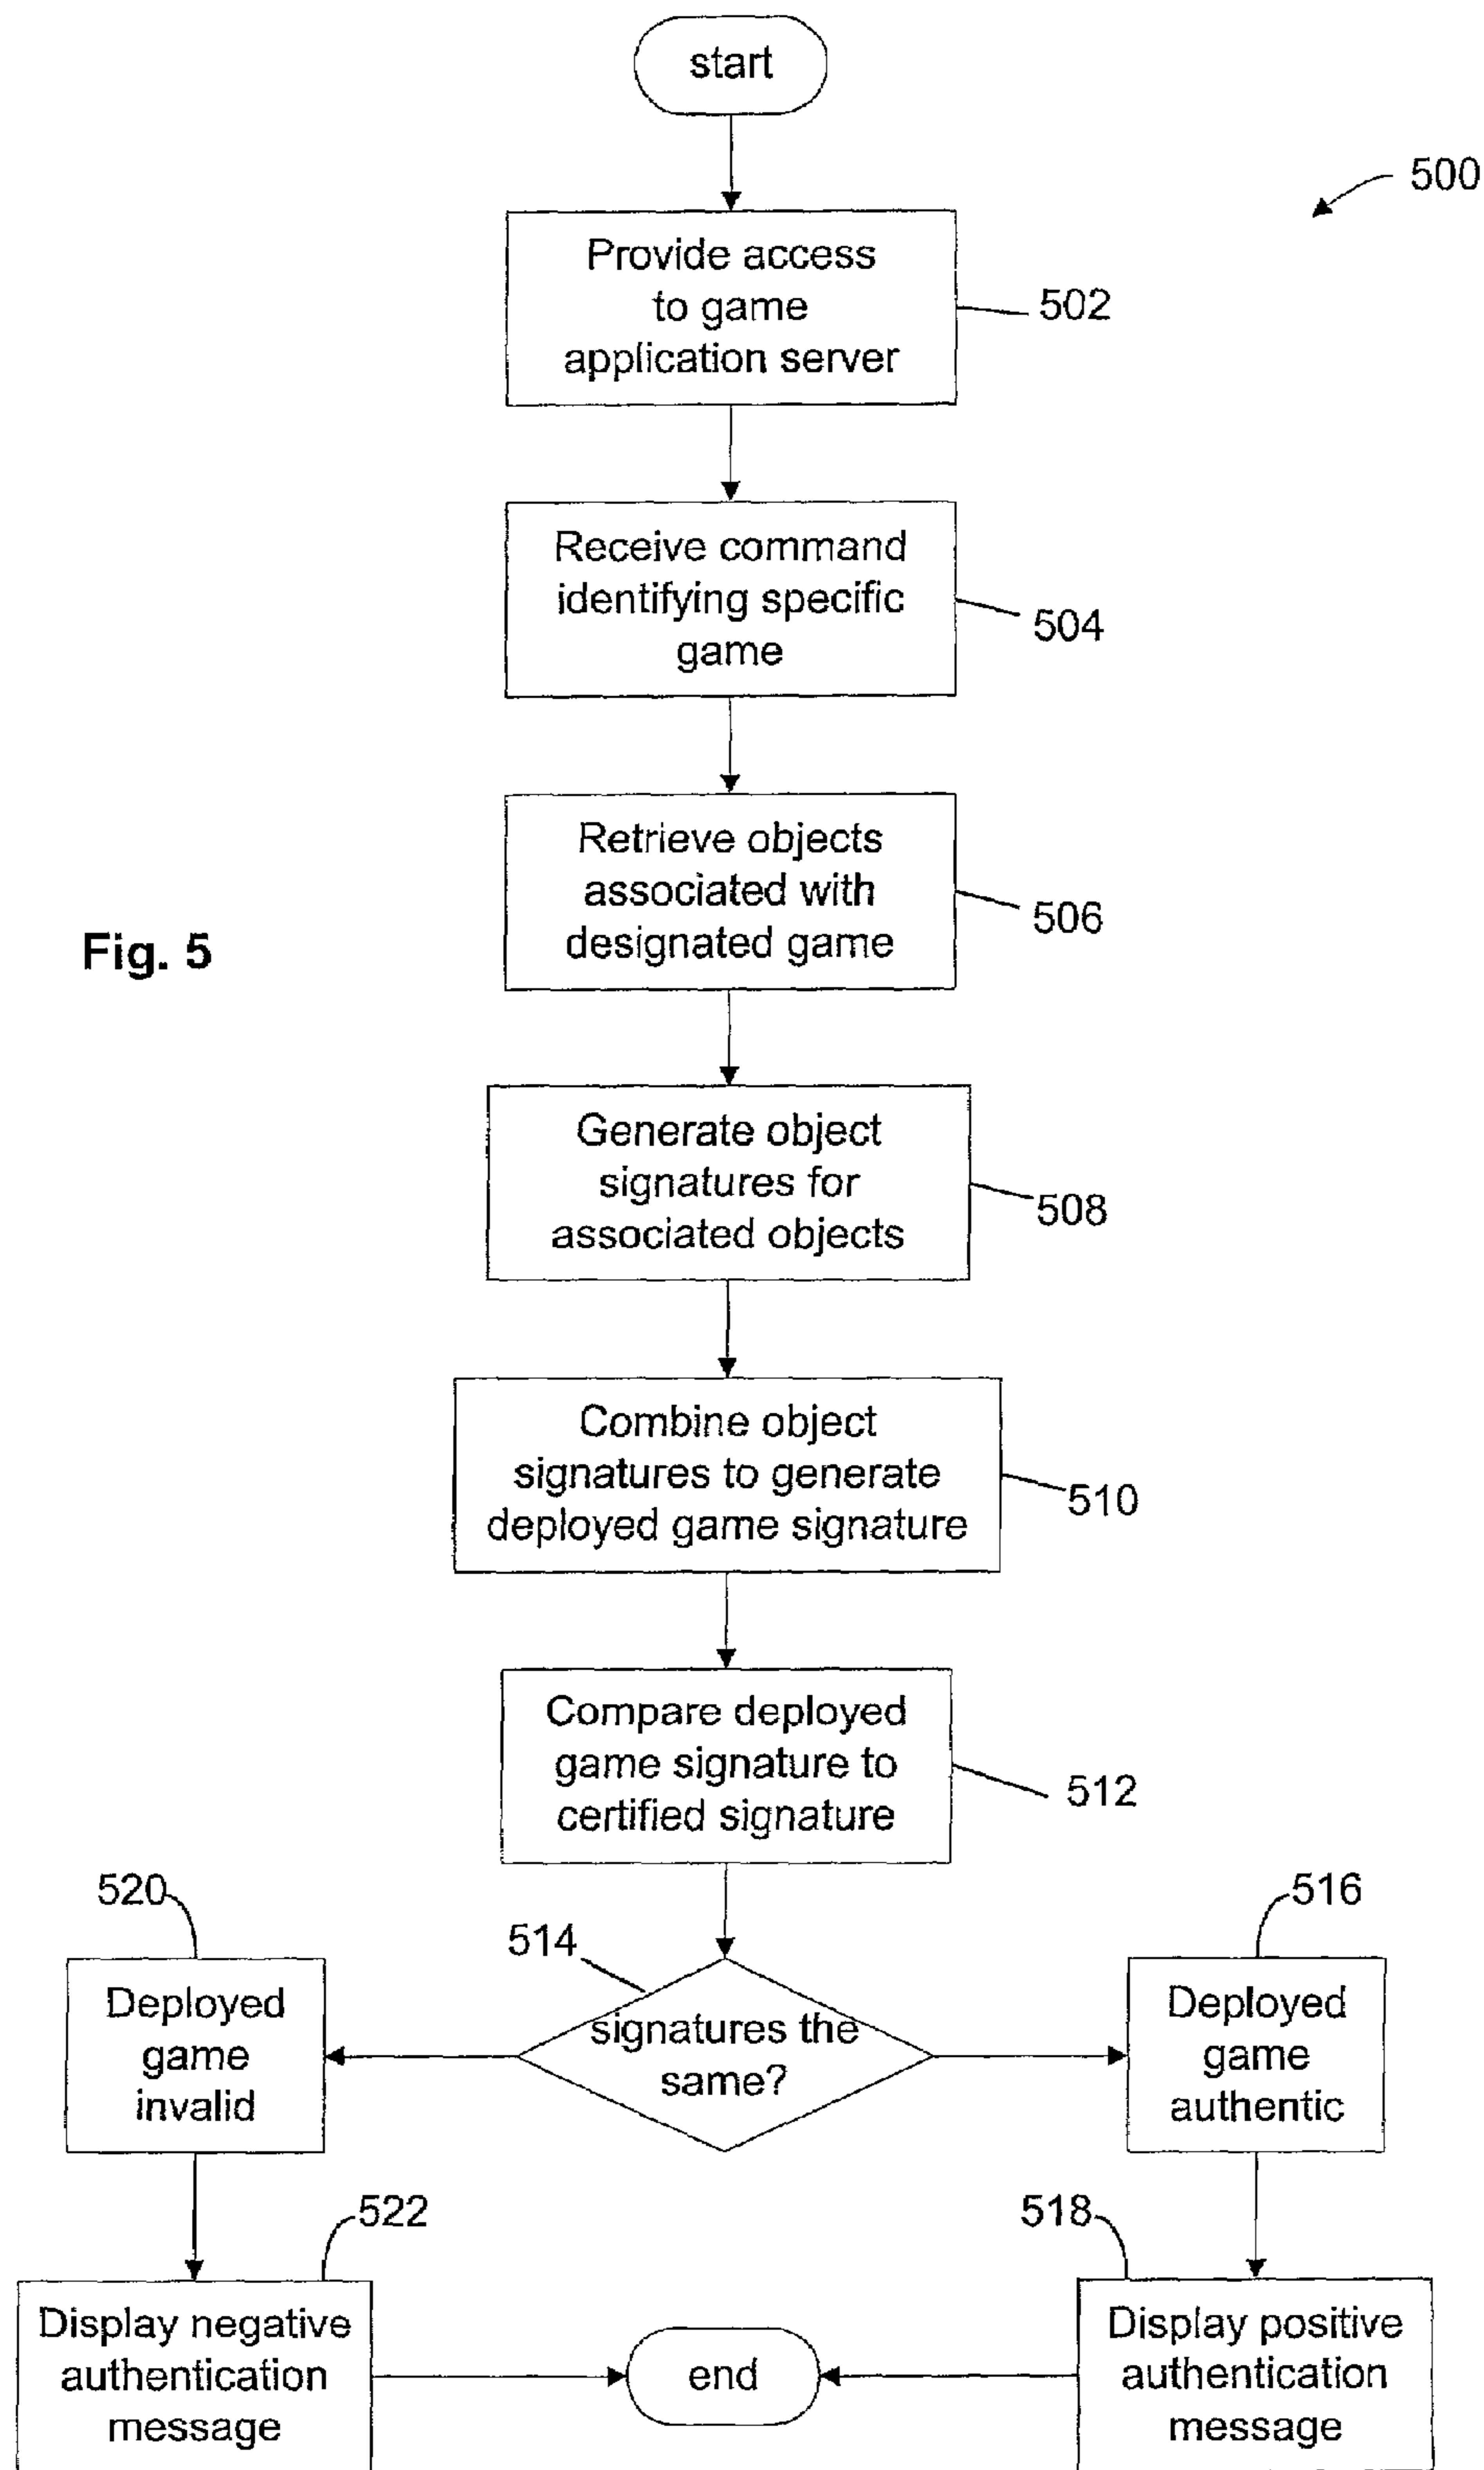 start
500
Provide access
to game
application server
502
Receive command
identifying specific
game
504
Retrieve objects
associated with
designated game
506
Fig. 5
Generate object
signatures for
associated objects
508
Combine object
signatures to generate
deployed game signature
510
Compare deployed
game signature to
certified signature
512
520
516
514
Deployed
game
invalid
signatures the
same?
Deployed
game
authentic
522
518
Display negative
authentication
message
end
Display positive
authentication
message